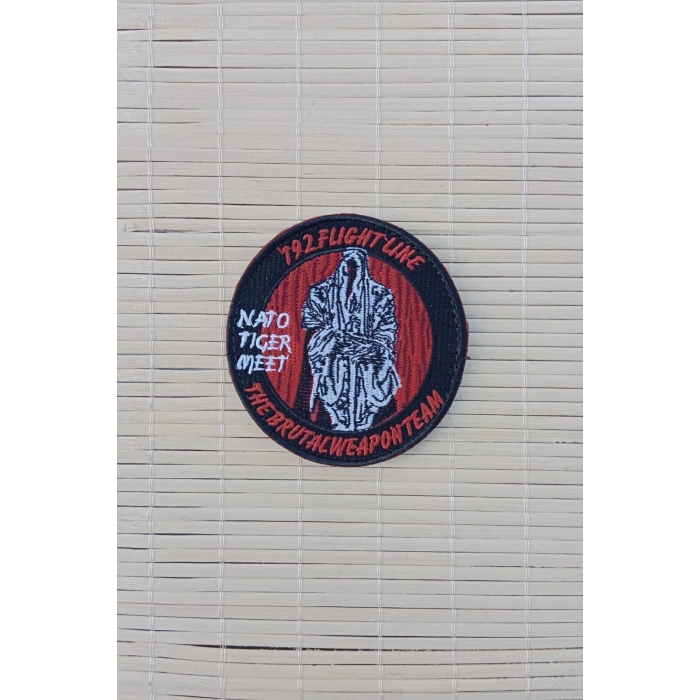 192 FLIGHT LINE
NATO
TIGER
MEET
THE BRUTAL WEAPON TEAM